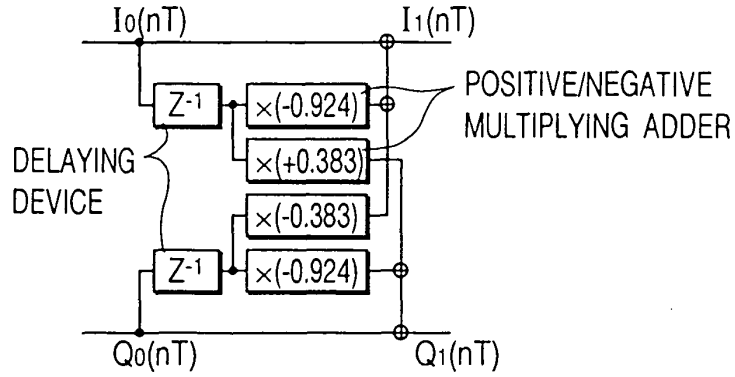 I₀(nT) I₁(nT)
Z⁻¹ ×(-0.924)
POSITIVE/NEGATIVE
MULTIPLYING ADDER
×(+0.383)
DELAYING
DEVICE
×(-0.383)
Z⁻¹ ×(-0.924)
Q₀(nT) Q₁(nT)